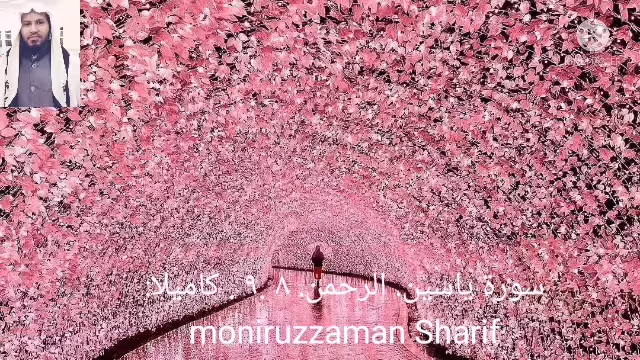 سورة ياسين. الرحمن. ٨ .٩. كاميلا:
moniruzzaman Sharif